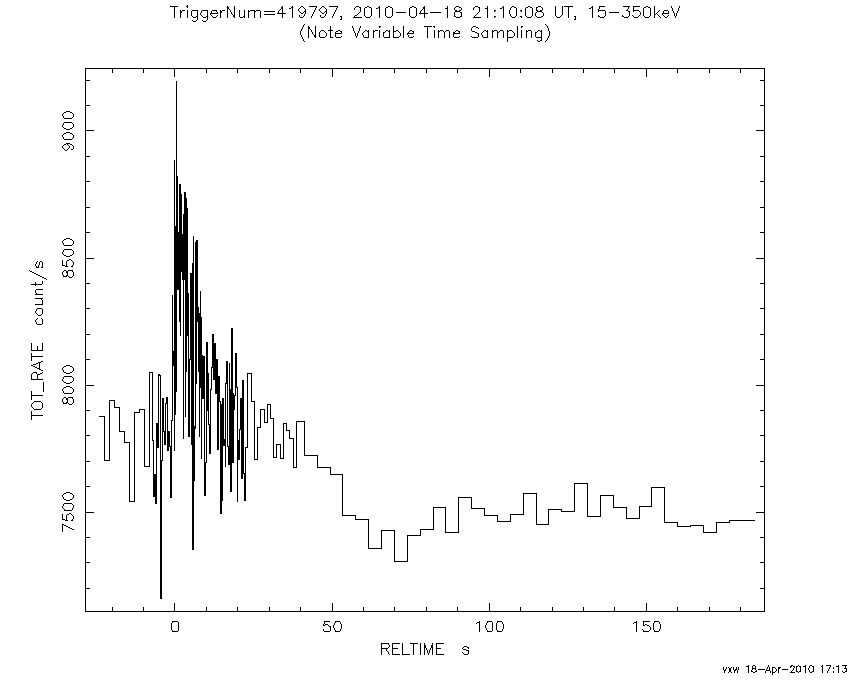 TriggerNum=419797, 2010-04-18 21:10:08 UT, 15-350keV
(Note Variable Time Sampling)
9000
8500
8000
7500
TOT_RATE count/s
0 50 100 150
RELTIME s
vxw 18-Apr-2010 17:13